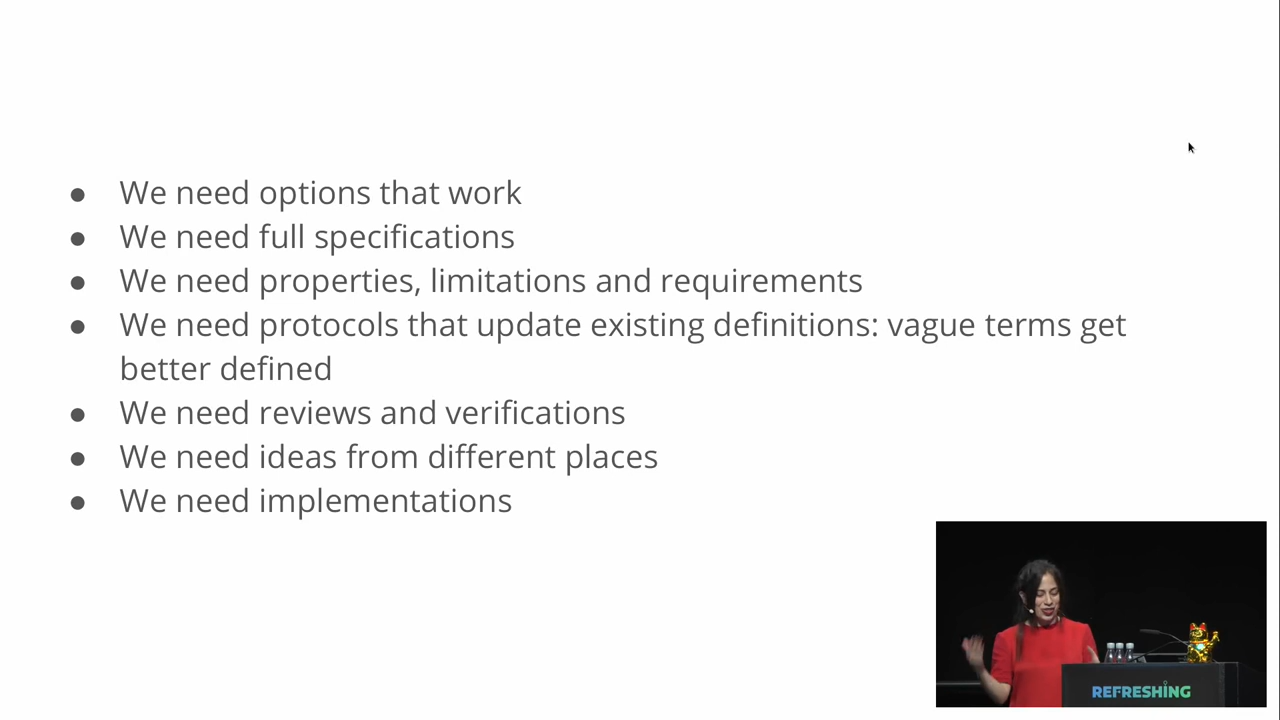 ● We need options that work
● We need full specifications
● We need properties, limitations and requirements
● We need protocols that update existing definitions: vague terms get
better defined
● We need reviews and verifications
● We need ideas from different places
● We need implementations
REFRESHING